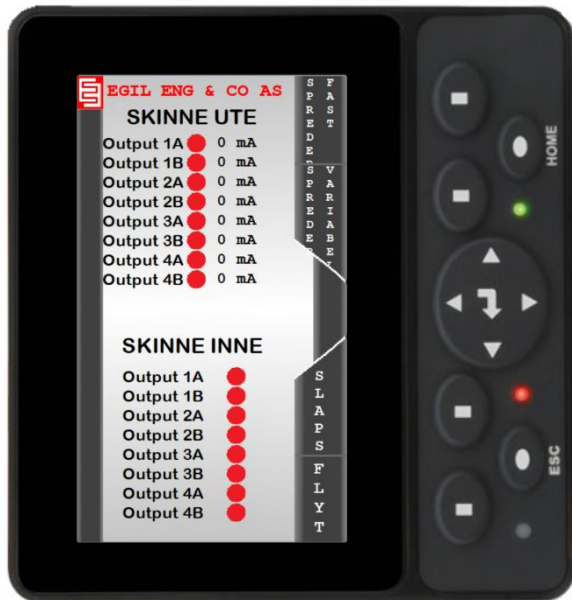 EGIL ENG & CO AS
SKINNE UTE
Output 1A 0 mA
Output 1B 0 mA
Output 2A 0 mA
Output 2B 0 mA
Output 3A 0 mA
Output 3B 0 mA
Output 4A 0 mA
Output 4B 0 mA
SKINNE INNE
Output 1A
Output 1B
Output 2A
Output 2B
Output 3A
Output 3B
Output 4A
Output 4B
FAST
SPREDE
VARIABEL
SPREDER
SLAPS
FLYT
HOME
ESC